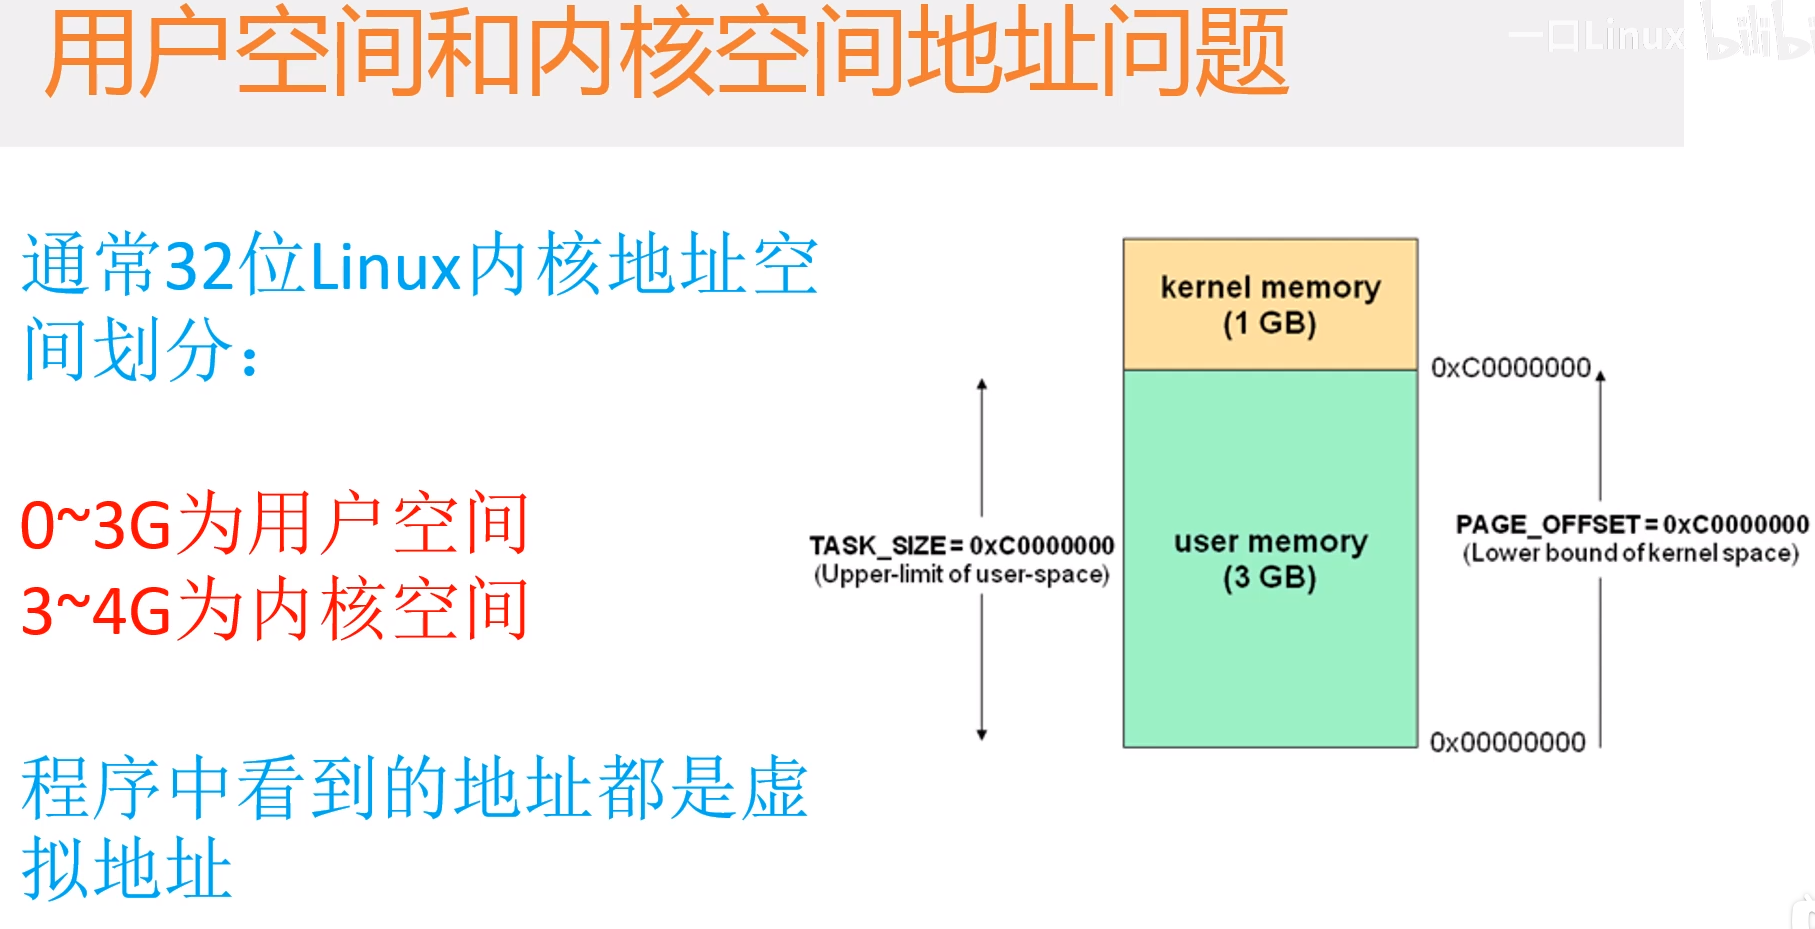 用户空间和内核空间地址问题
一口Linux
bilibi
通常32位Linux内核地址空
间划分：
0~3G为用户空间
3~4G为内核空间
程序中看到的地址都是虚
拟地址
kernel memory
(1 GB)
0xC0000000
TASK_SIZE= 0xC0000000
(Upper-limit of user-space)
user memory
(3 GB)
PAGE_OFFSET= 0xC0000000
(Lower bound of kernel space)
0x00000000